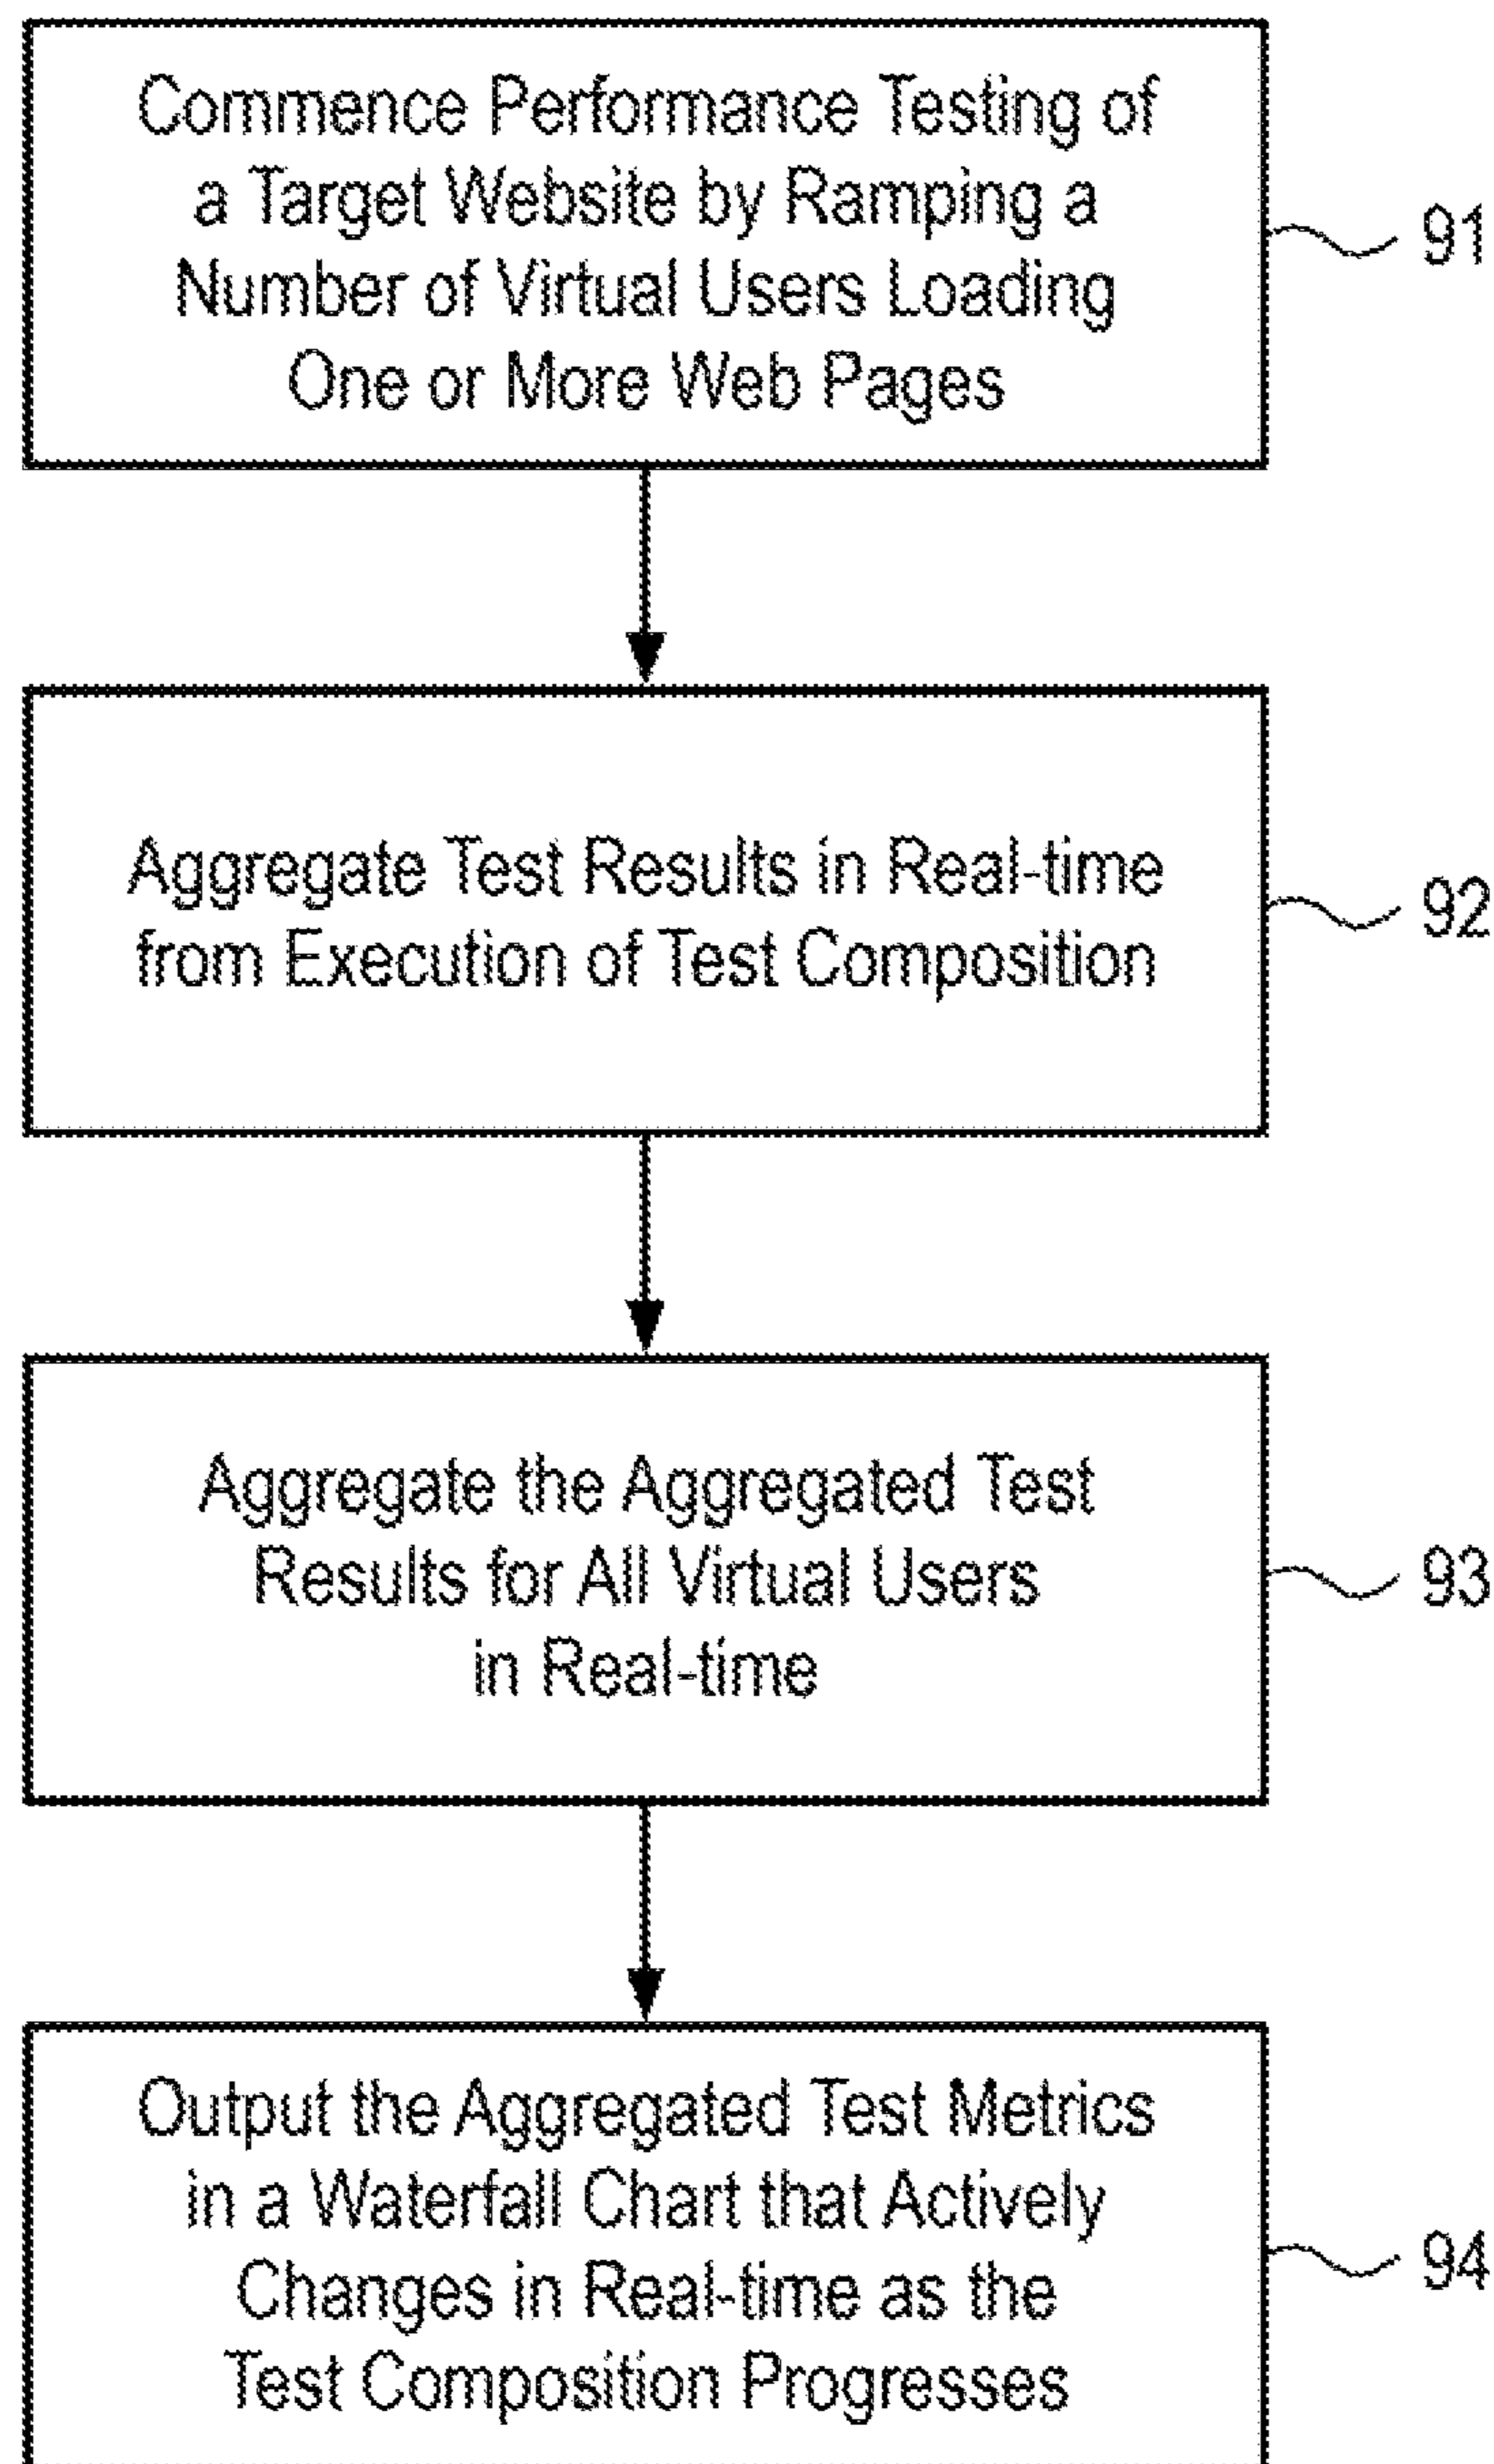 Commence Performance Testing of
a Target Website by Ramping a
Number of Virtual Users Loading
One or More Web Pages
91
Aggregate Test Results in Real-time
from Execution of Test Composition
92
Aggregate the Aggregated Test
Results for All Virtual Users
in Real-time
93
Output the Aggregated Test Metrics
in a Waterfall Chart that Actively
Changes in Real-time as the
Test Composition Progresses
94